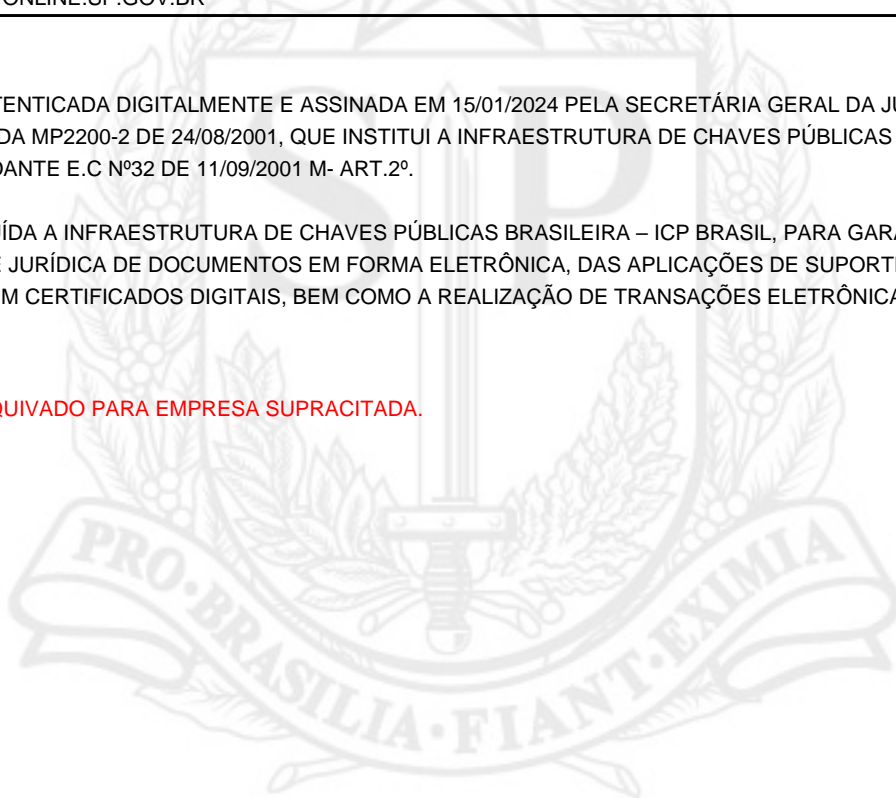 ONLINE.SP.GOV.BR
TENTICADA DIGITALMENTE E ASSINADA EM 15/01/2024 PELA SECRETÁRIA GERAL DA JU
DA MP2200-2 DE 24/08/2001, QUE INSTITUI A INFRAESTRUTURA DE CHAVES PÚBLICAS
DANTE E.C Nº32 DE 11/09/2001 M- ART.2º.
ÍDA A INFRAESTRUTURA DE CHAVES PÚBLICAS BRASILEIRA – ICP BRASIL, PARA GARA
E JURÍDICA DE DOCUMENTOS EM FORMA ELETRÔNICA, DAS APLICAÇÕES DE SUPORTE
M CERTIFICADOS DIGITAIS, BEM COMO A REALIZAÇÃO DE TRANSAÇÕES ELETRÔNICA
QUIVADO PARA EMPRESA SUPRACITADA.
SP
PRO·BRASILIA·FIANT·EXIMIA